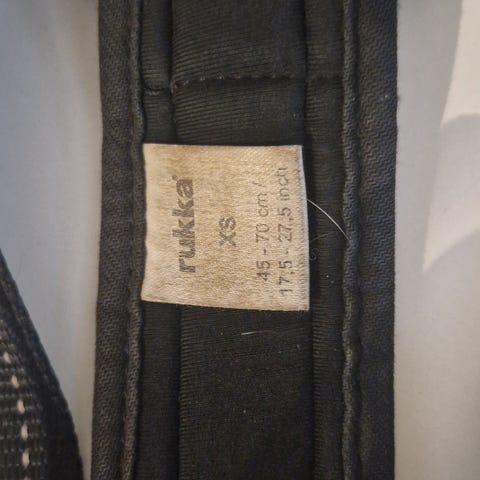 rukka
XS
45 - 70 cm /
17,5 - 27,5 inch